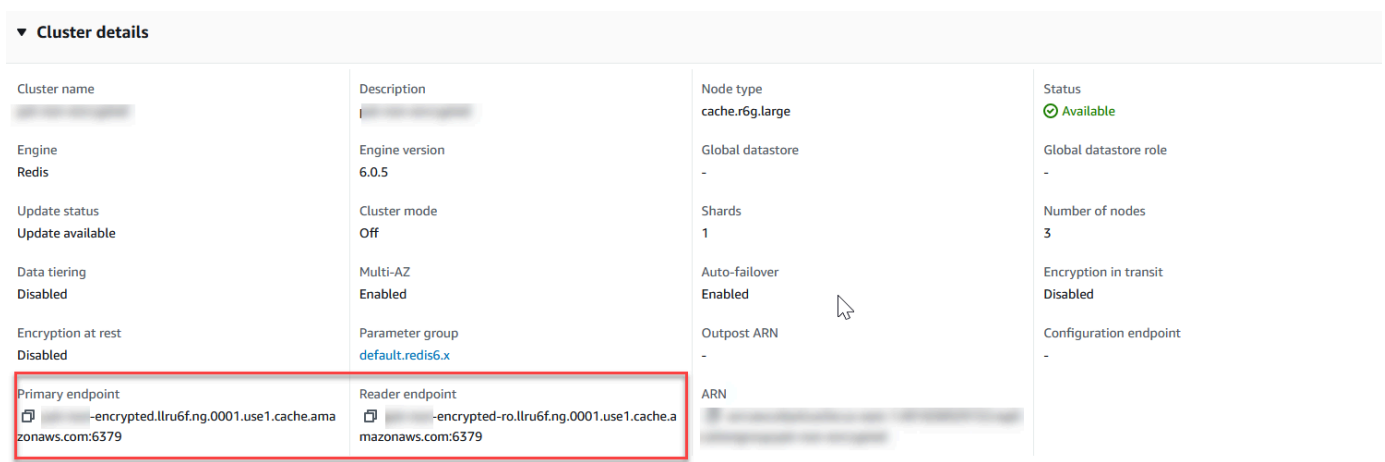 Cluster details
Cluster name
Description
Node type
Status
cache.r6g.large
Available
Engine
Engine version
Global datastore
Global datastore role
Redis
6.0.5
-
-
Update status
Cluster mode
Shards
Number of nodes
Update available
Off
1
3
Data tiering
Multi-AZ
Auto-failover
Encryption in transit
Disabled
Enabled
Enabled
Disabled
Encryption at rest
Parameter group
Outpost ARN
Configuration endpoint
Disabled
default.redis6.x
-
-
Primary endpoint
Reader endpoint
ARN
-encrypted.llru6f.ng.0001.use1.cache.ama
zonaws.com:6379
-encrypted-ro.llru6f.ng.0001.use1.cache.a
mazonaws.com:6379